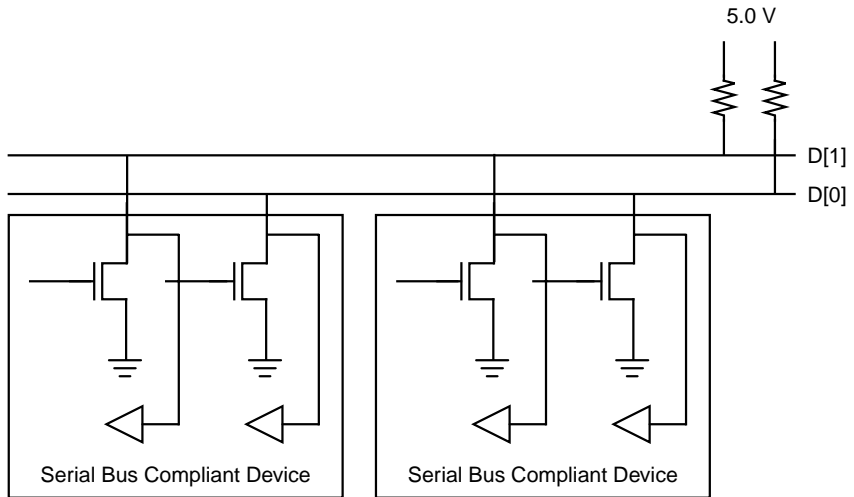 5.0 V
D[1]
D[0]
Serial Bus Compliant Device
Serial Bus Compliant Device